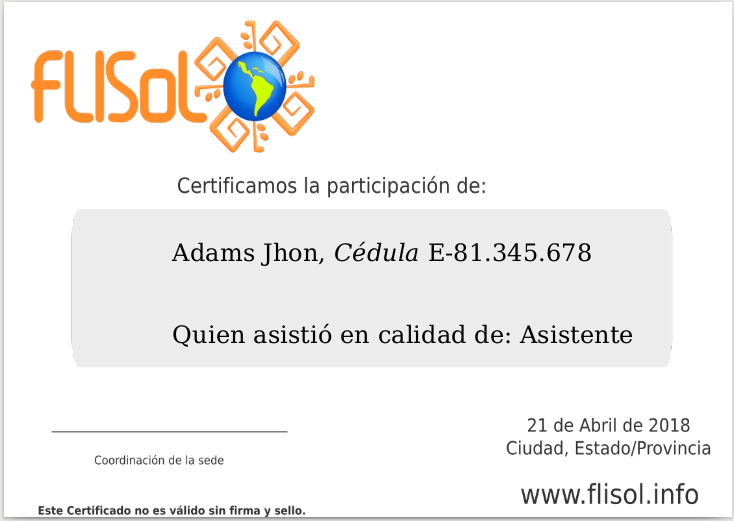 FLISoL
Certificamos la participación de:
Adams Jhon, Cédula E-81.345.678
Quien asistió en calidad de: Asistente
21 de Abril de 2018
Ciudad, Estado/Provincia
Coordinación de la sede
www.flisol.info
Este Certificado no es válido sin firma y sello.